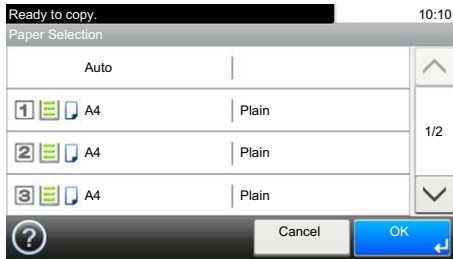 Ready to copy. 10:10
Paper Selection
Auto
1 A4 Plain
1/2
2 A4 Plain
3 A4 Plain
? Cancel OK